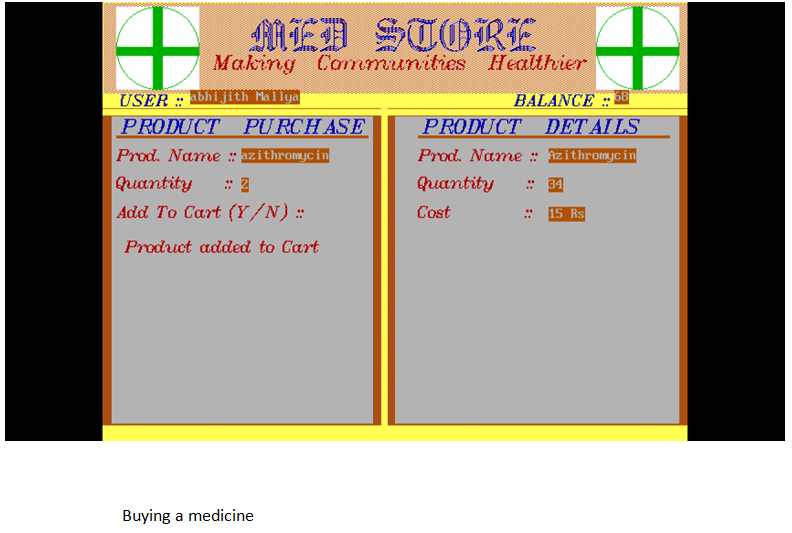 MED STORE
Making Communities Healthier
USER :: abhijith Mallya
BALANCE :: 68
PRODUCT PURCHASE
Prod. Name :: azithromycin
Quantity :: 2
Add To Cart (Y/N) ::
Product added to Cart
PRODUCT DETAILS
Prod. Name :: Azithromycin
Quantity :: 34
Cost :: 15 Rs
Buying a medicine